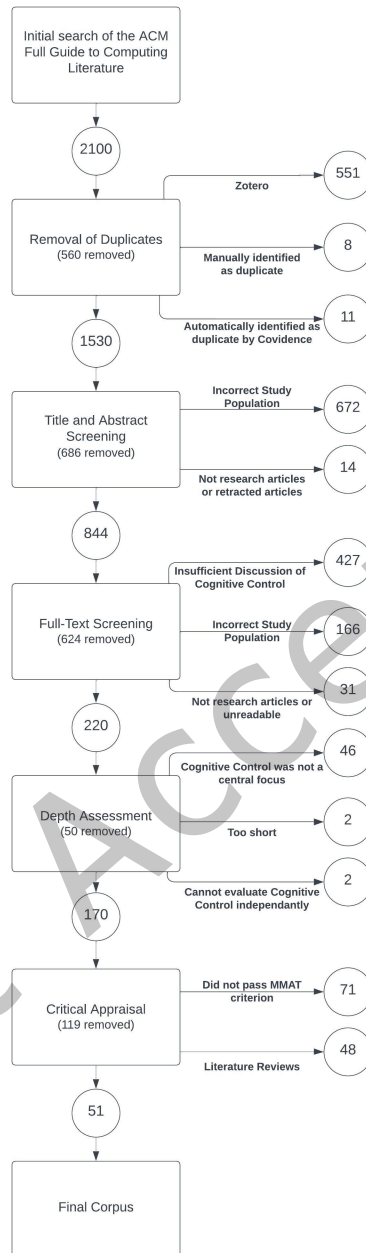 Initial search of the ACM
Full Guide to Computing
Literature
2100
Zotero
551
Removal of Duplicates
(560 removed)
Manually identified
as duplicate
8
Automatically identified as
duplicate by Covidence
11
1530
Incorrect Study
Population
672
Title and Abstract
Screening
(686 removed)
Not research articles
or retracted articles
14
844
Insufficient Discussion of
Cognitive Control
427
Full-Text Screening
(624 removed)
Incorrect Study
Population
166
Not research articles or
unreadable
31
220
Cognitive Control was not a
central focus
46
Depth Assessment
(50 removed)
Too short
2
Cannot evaluate Cognitive
Control independantly
2
170
Did not pass MMAT
criterion
71
Critical Appraisal
(119 removed)
Literature Reviews
48
51
Final Corpus
Acce